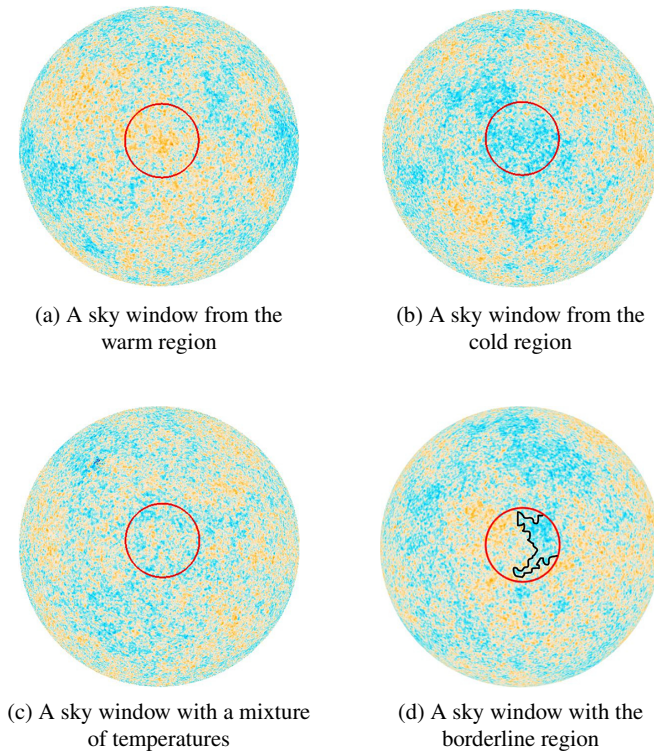 (a) A sky window from the
warm region
(b) A sky window from the
cold region
(c) A sky window with a mixture
of temperatures
(d) A sky window with the
borderline region